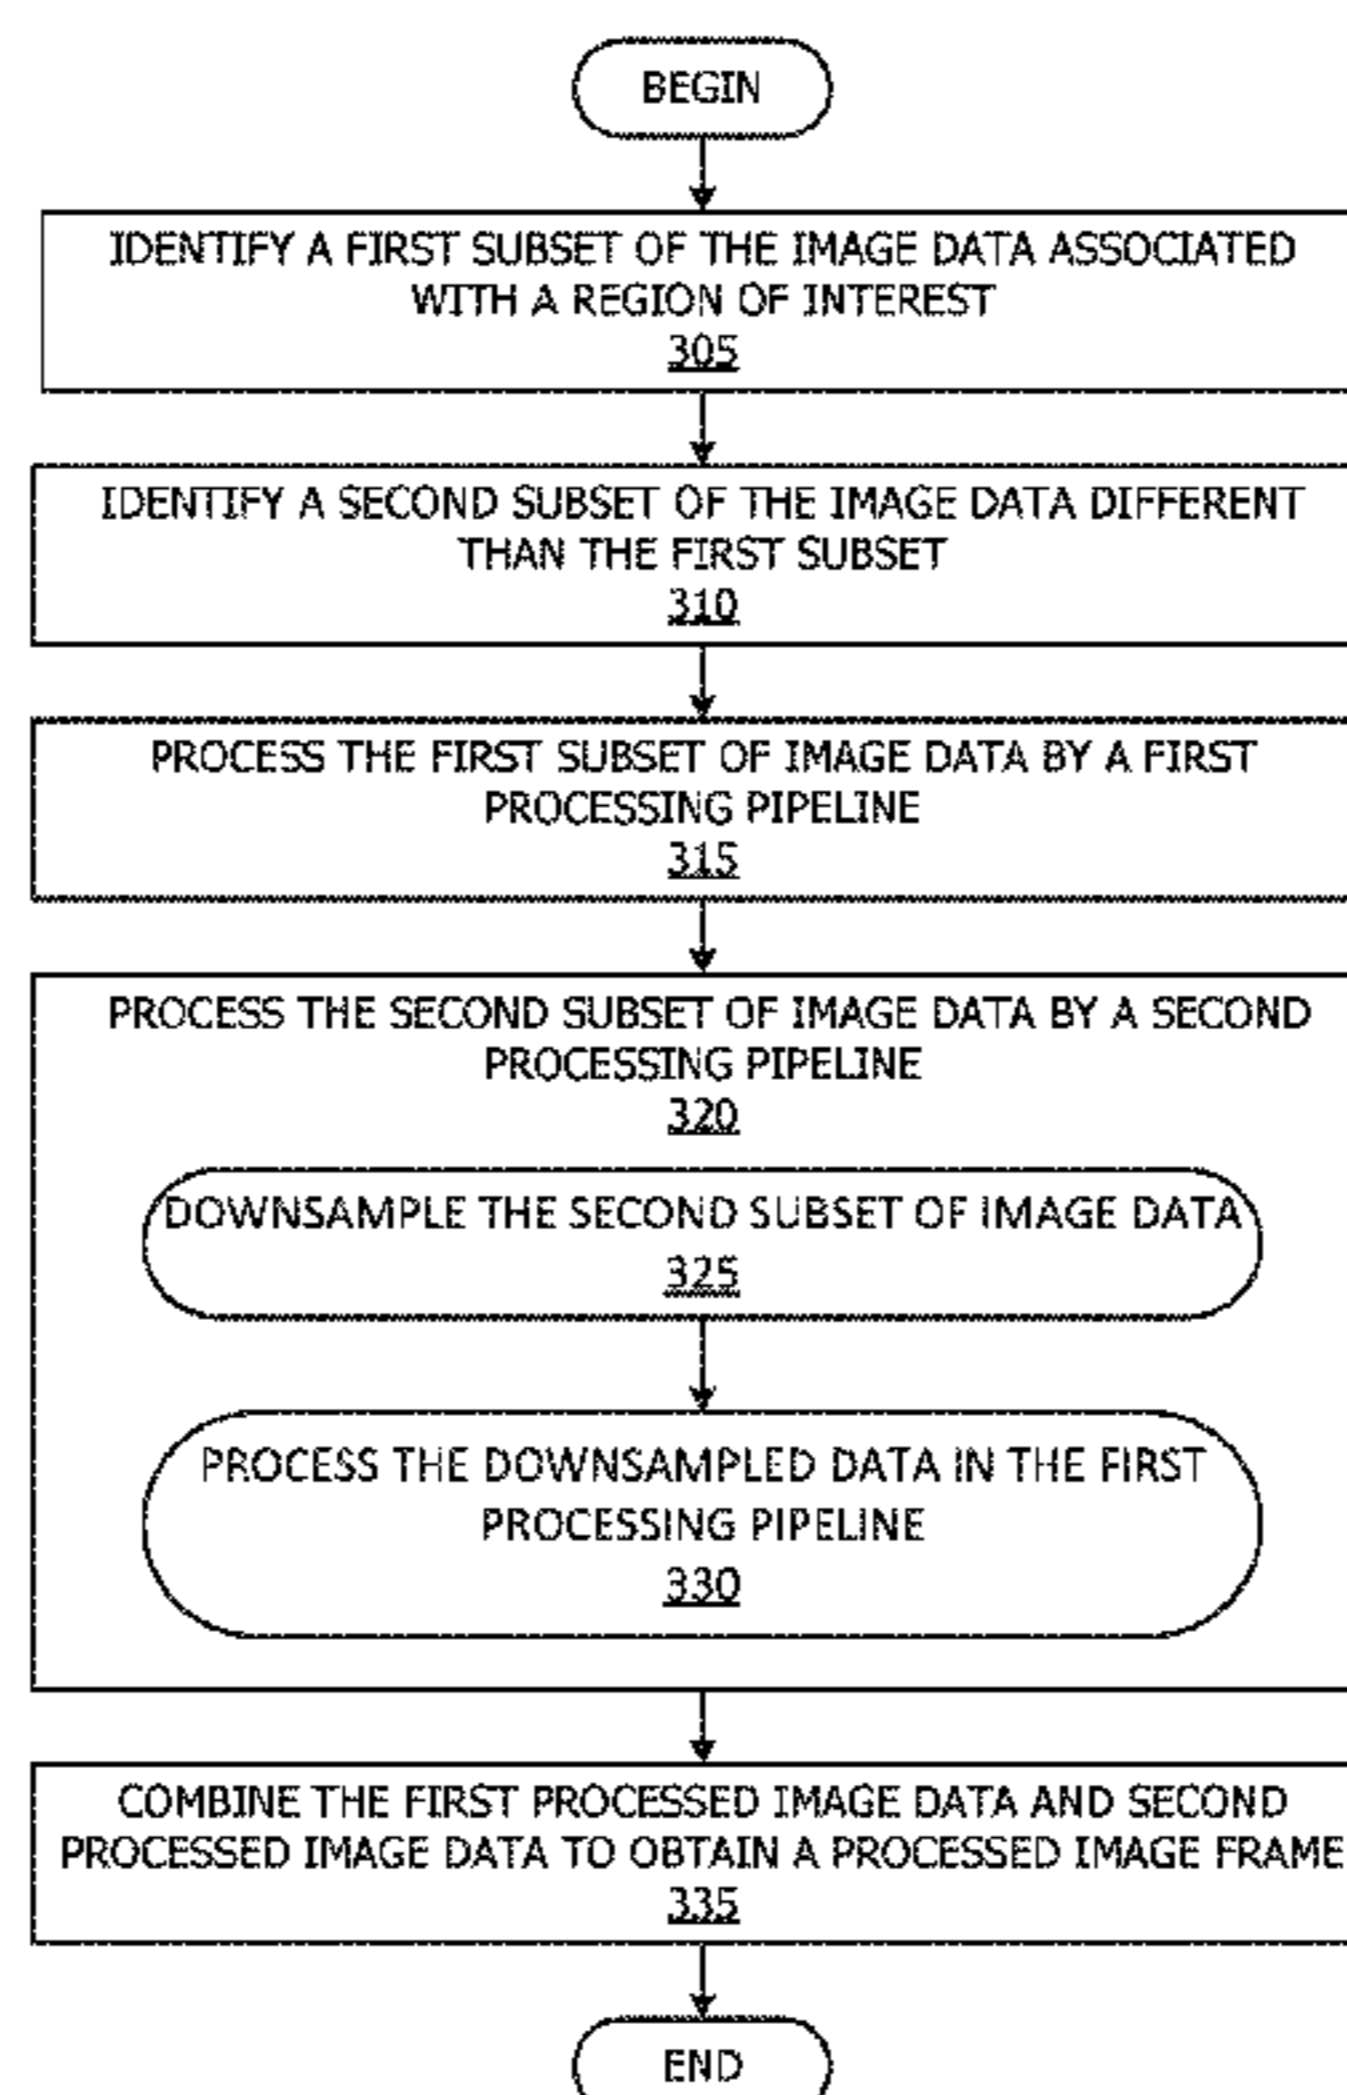 BEGIN
IDENTIFY A FIRST SUBSET OF THE IMAGE DATA ASSOCIATED
WITH A REGION OF INTEREST
305
IDENTIFY A SECOND SUBSET OF THE IMAGE DATA DIFFERENT
THAN THE FIRST SUBSET
310
PROCESS THE FIRST SUBSET OF IMAGE DATA BY A FIRST
PROCESSING PIPELINE
315
PROCESS THE SECOND SUBSET OF IMAGE DATA BY A SECOND
PROCESSING PIPELINE
320
DOWNSAMPLE THE SECOND SUBSET OF IMAGE DATA
325
PROCESS THE DOWNSAMPLED DATA IN THE FIRST
PROCESSING PIPELINE
330
COMBINE THE FIRST PROCESSED IMAGE DATA AND SECOND
PROCESSED IMAGE DATA TO OBTAIN A PROCESSED IMAGE FRAME
335
END